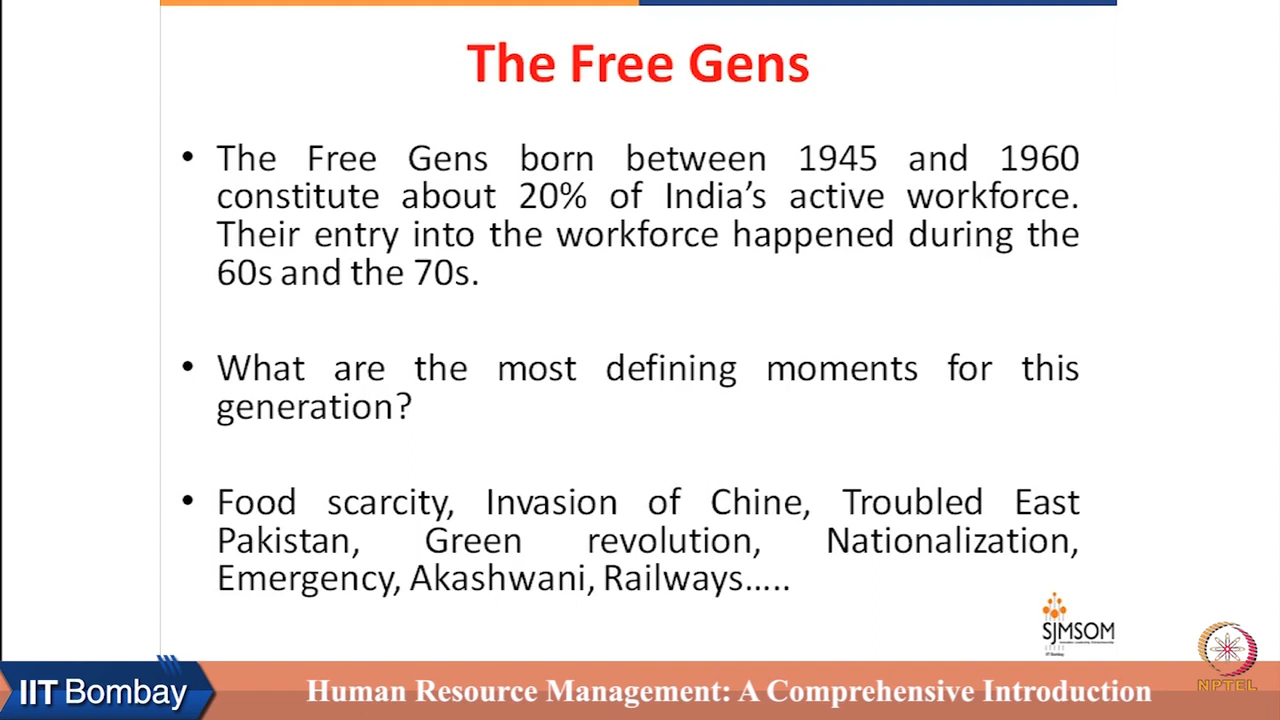 The Free Gens
• The Free Gens born between 1945 and 1960
constitute about 20% of India’s active workforce.
Their entry into the workforce happened during the
60s and the 70s.
• What are the most defining moments for this
generation?
• Food scarcity, Invasion of Chine, Troubled East
Pakistan, Green revolution, Nationalization,
Emergency, Akashwani, Railways…..
SJMSOM
IIT Bombay
NPTEL
IIT Bombay
Human Resource Management: A Comprehensive Introduction